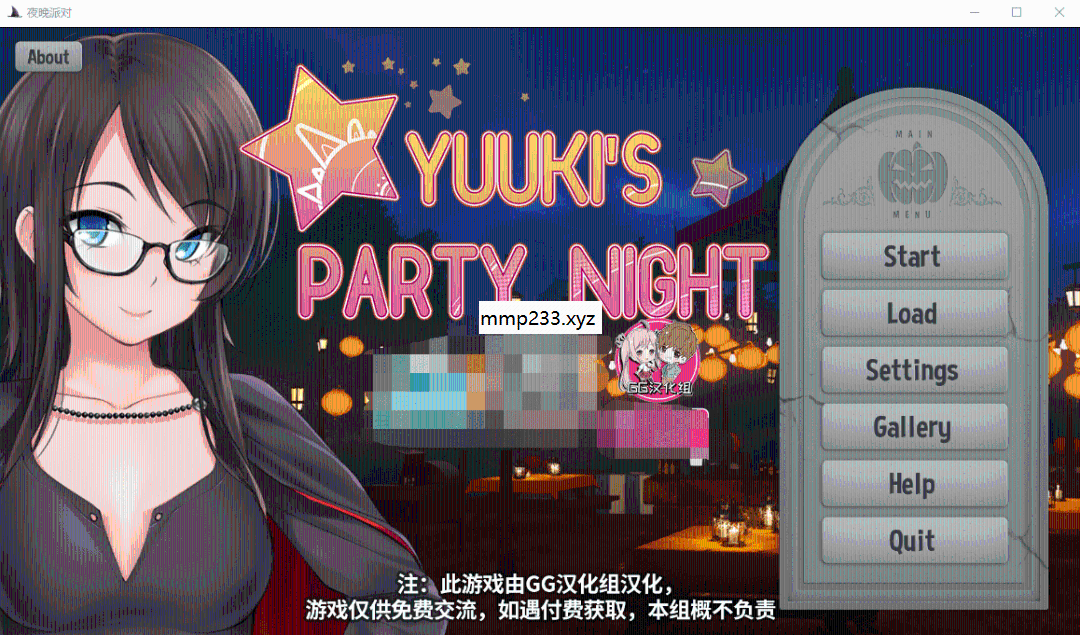 夜晚派对
About
YUUKI'S
PARTY NIGHT
mmp233.xyz
GG汉化组
MAIN
MENU
Start
Load
Settings
Gallery
Help
Quit
注：此游戏由GG汉化组汉化，
游戏仅供免费交流，如遇付费获取，本组概不负责